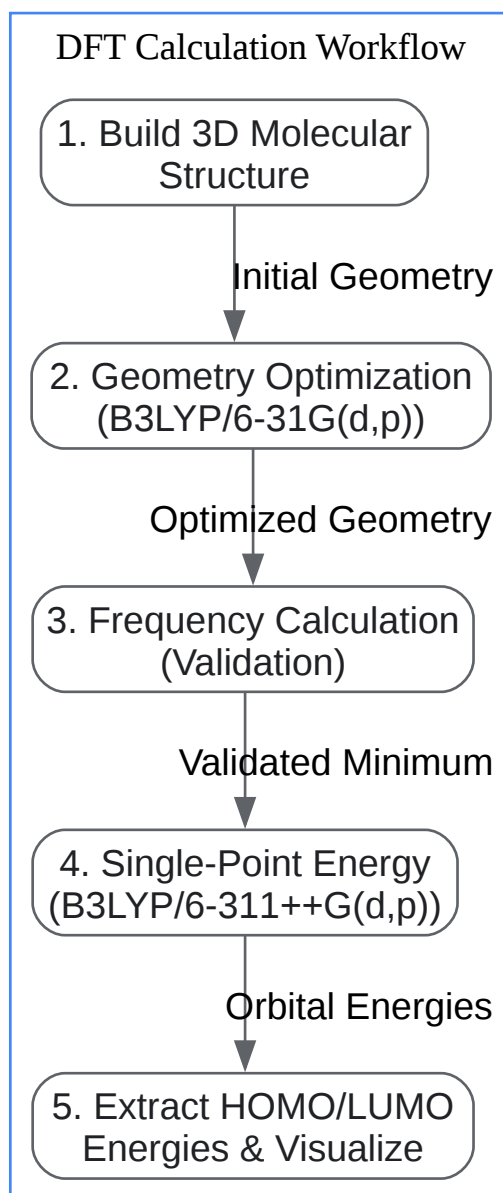 DFT Calculation Workflow
1. Build 3D Molecular
Structure
Initial Geometry
2. Geometry Optimization
(B3LYP/6-31G(d,p))
Optimized Geometry
3. Frequency Calculation
(Validation)
Validated Minimum
4. Single-Point Energy
(B3LYP/6-311++G(d,p))
Orbital Energies
5. Extract HOMO/LUMO
Energies & Visualize